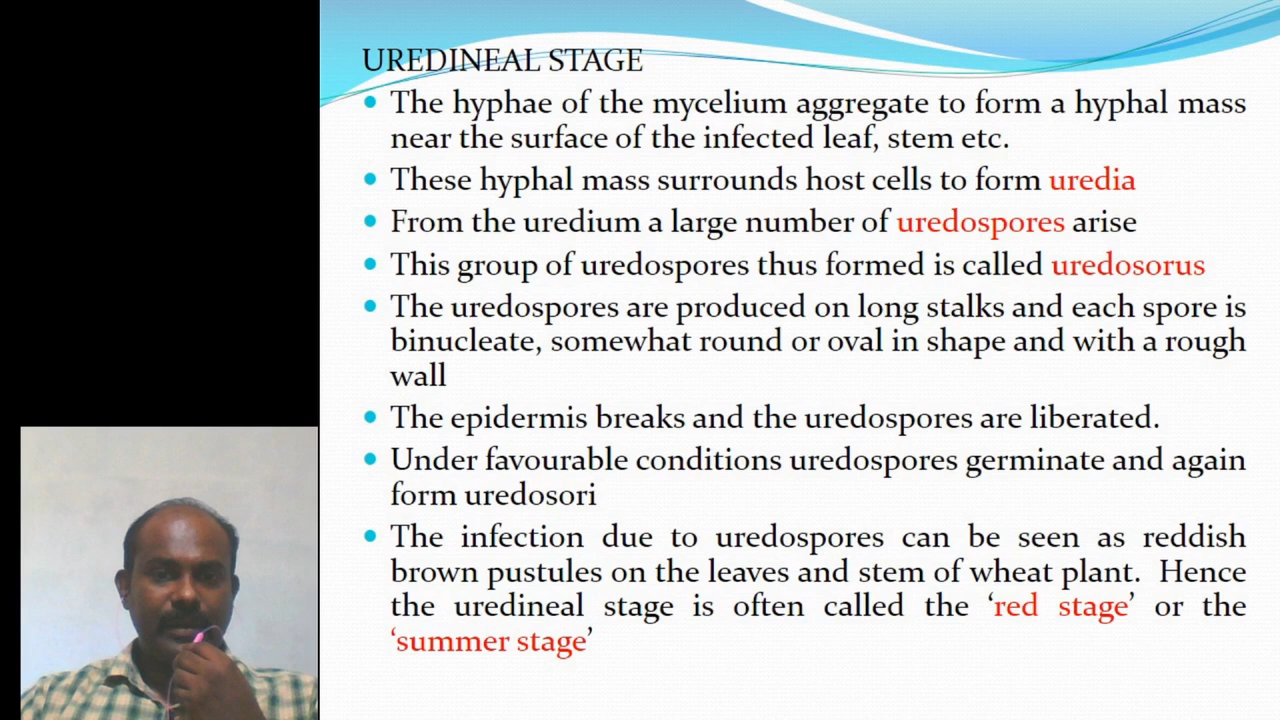 UREDINEAL STAGE
The hyphae of the mycelium aggregate to form a hyphal mass
near the surface of the infected leaf, stem etc.
These hyphal mass surrounds host cells to form uredia
From the uredium a large number of uredospores arise
This group of uredospores thus formed is called uredosorus
The uredospores are produced on long stalks and each spore is
binucleate, somewhat round or oval in shape and with a rough
wall
The epidermis breaks and the uredospores are liberated.
Under favourable conditions uredospores germinate and again
form uredosori
The infection due to uredospores can be seen as reddish
brown pustules on the leaves and stem of wheat plant. Hence
the uredineal stage is often called the ‘red stage’ or the
‘summer stage’